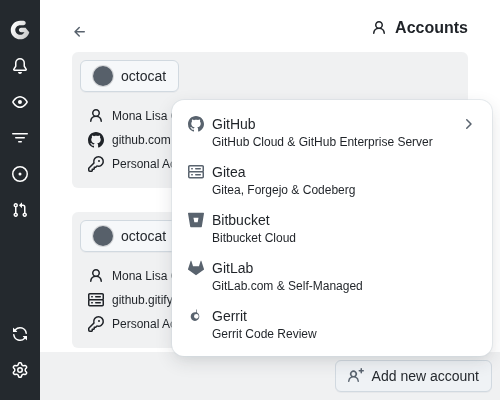 Accounts
octocat
Mona Lisa
github.com
Personal
GitHub
GitHub Cloud & GitHub Enterprise Server
Gitea
Gitea, Forgejo & Codeberg
Bitbucket
Bitbucket Cloud
GitLab
GitLab.com & Self-Managed
Gerrit
Gerrit Code Review
octocat
Mona Lisa
github.gitify
Personal
Add new account